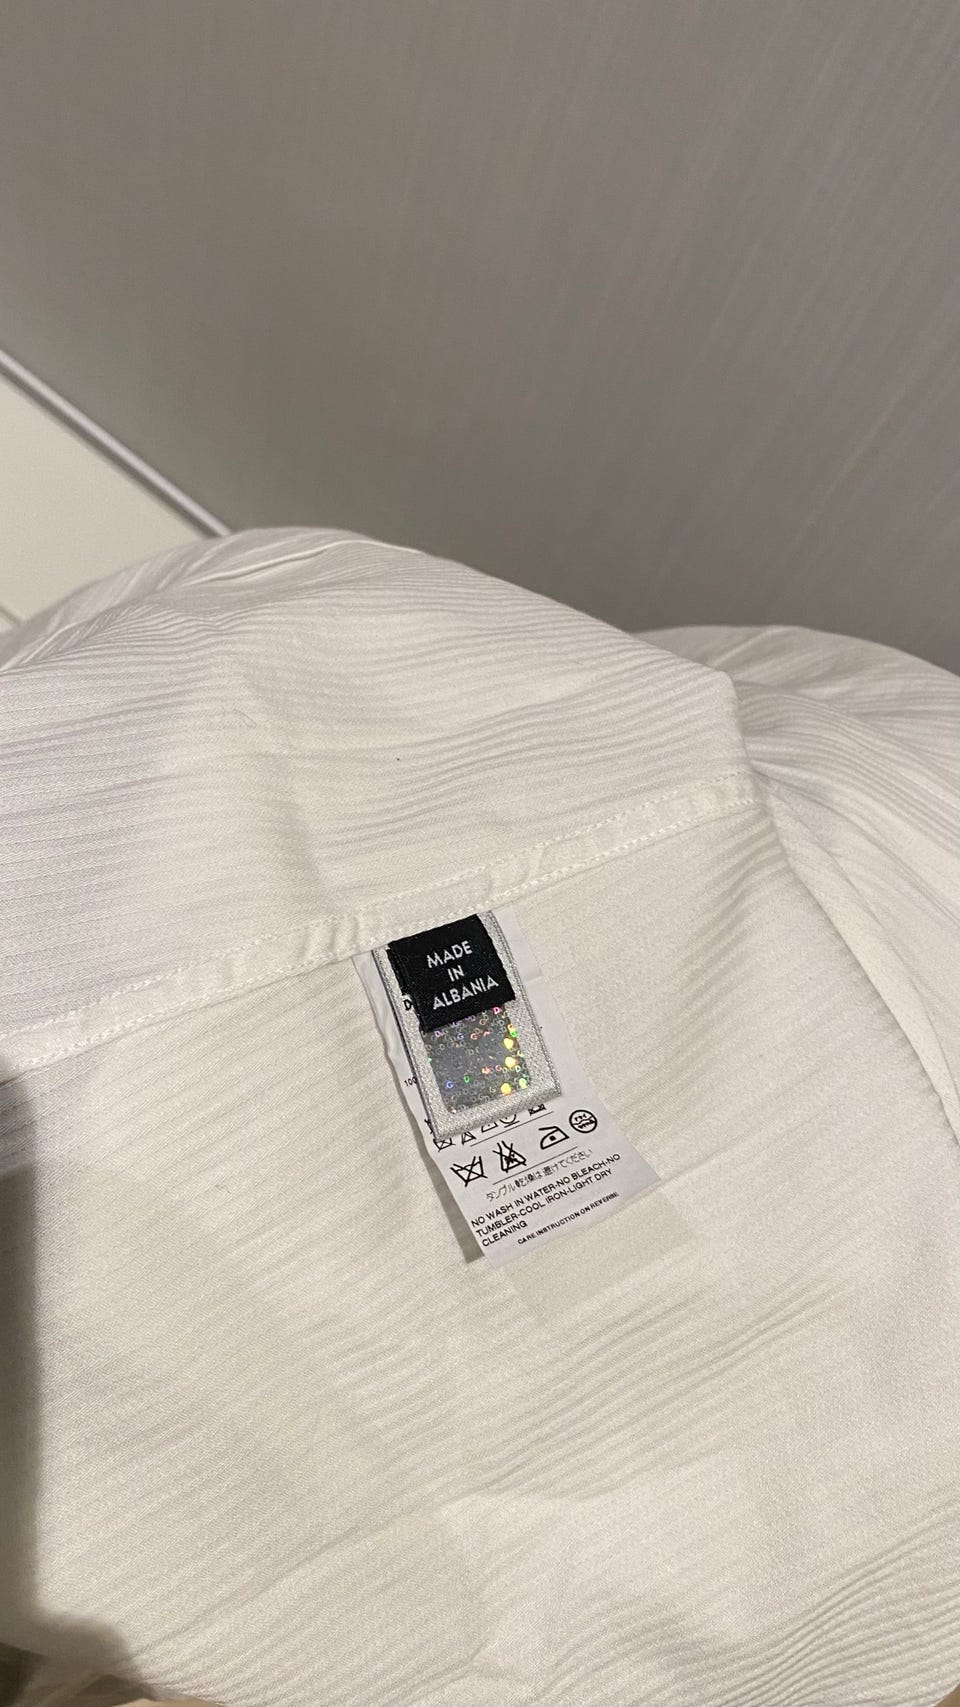 MADE
IN
ALBANIA
D
100
タンブル乾燥は避けてください
NO WASH IN WATER-NO BLEACH-NO
TUMBLER-COOL IRON-LIGHT DRY
CLEANING
CARE INSTRUCTION ON REVERSE